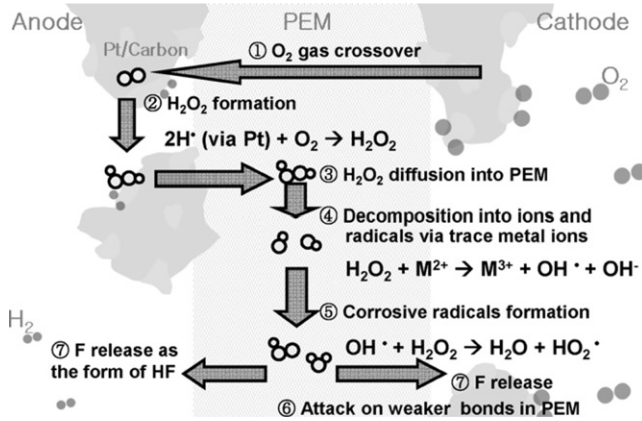 Anode PEM Cathode
Pt/Carbon
① O₂ gas crossover
O₂
② H₂O₂ formation
2H• (via Pt) + O₂ → H₂O₂
③ H₂O₂ diffusion into PEM
④ Decomposition into ions and
radicals via trace metal ions
H₂O₂ + M²⁺ → M³⁺ + OH • + OH⁻
⑤ Corrosive radicals formation
H₂
OH • + H₂O₂ → H₂O + HO₂ •
⑦ F release as
the form of HF
⑦ F release
⑥ Attack on weaker bonds in PEM